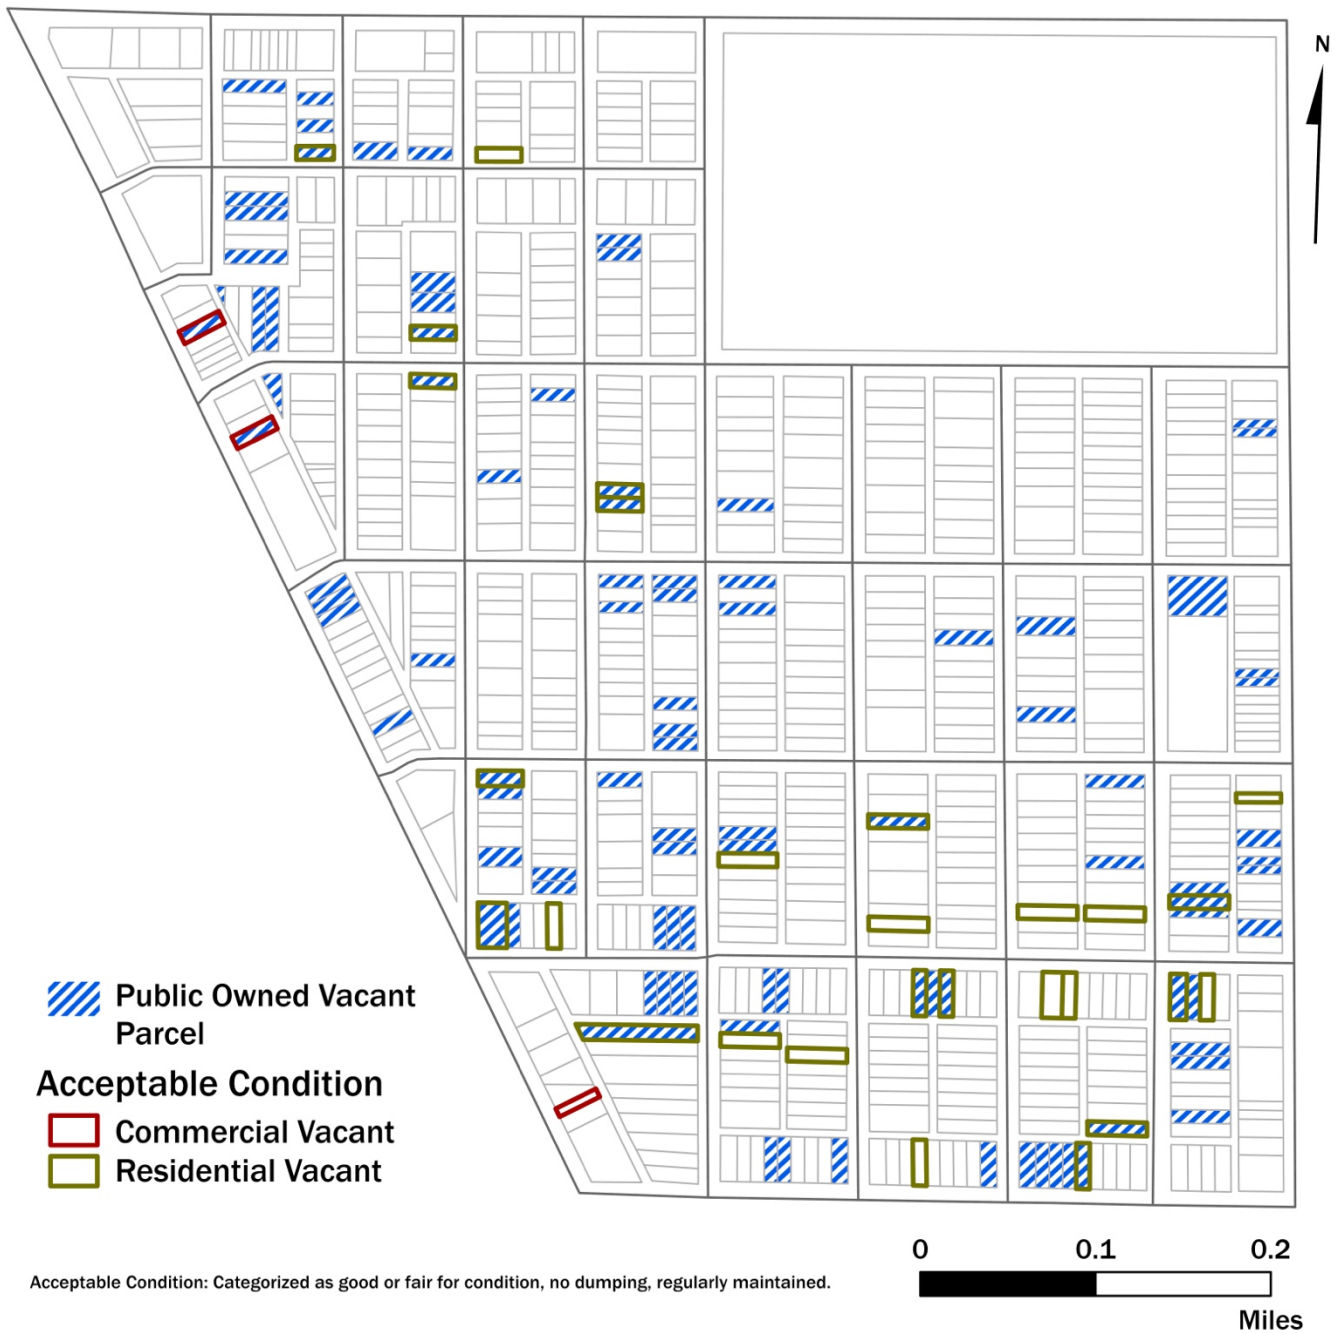 N
Public Owned Vacant
Parcel
Acceptable Condition
Commercial Vacant
Residential Vacant
Acceptable Condition: Categorized as good or fair for condition, no dumping, regularly maintained.
0 0.1 0.2
Miles